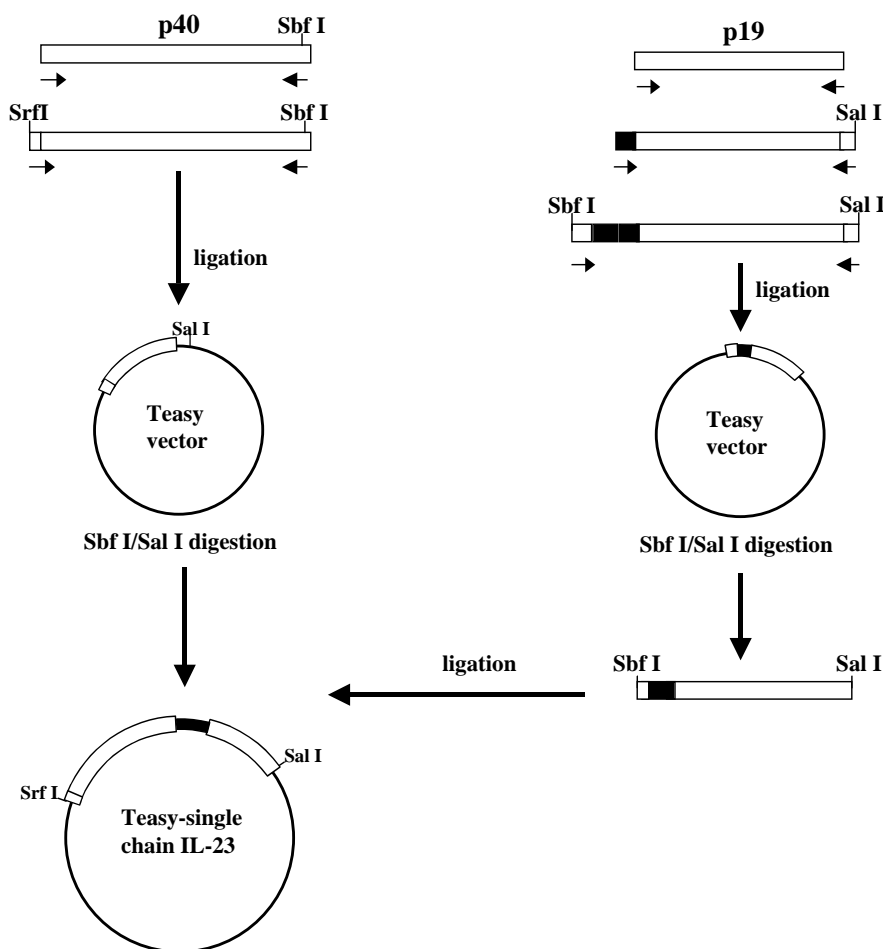 p40
Sbf I
SrfI
Sbf I
ligation
Sal I
Teasy
vector
Sbf I/Sal I digestion
p19
Sal I
Sbf I
Sal I
ligation
Teasy
vector
Sbf I/Sal I digestion
Sbf I
Sal I
ligation
Srf I
Sal I
Teasy-single
chain IL-23